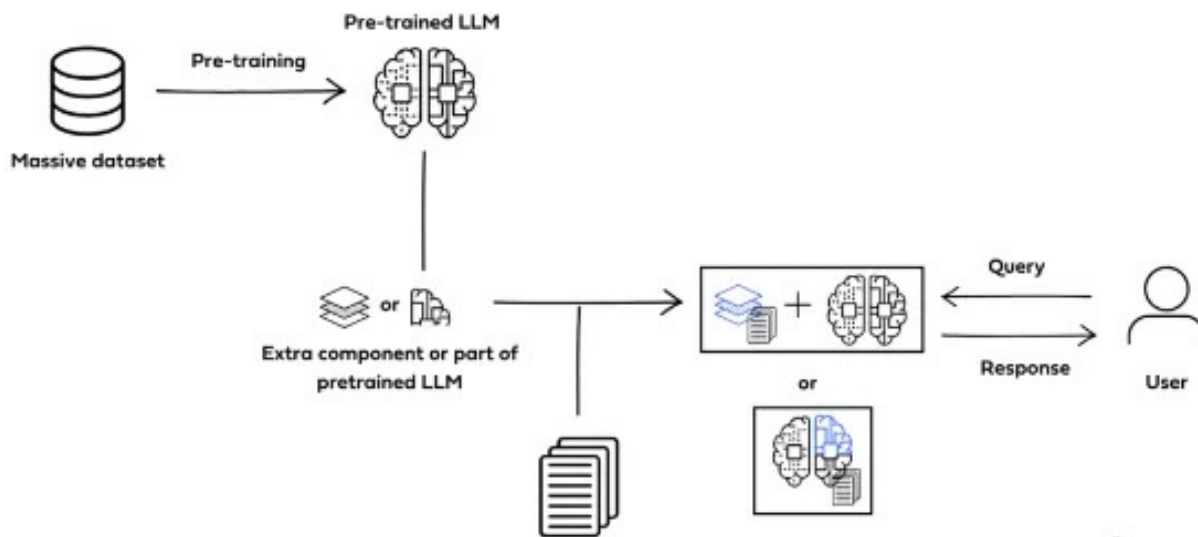 Pre-trained LLM
Pre-training
Massive dataset
or
Extra component or part of
pretrained LLM
Query
Response
User
or